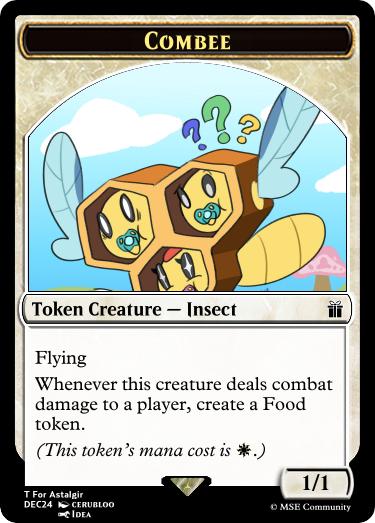 COMBEE
???
Token Creature — Insect
Flying
Whenever this creature deals combat
damage to a player, create a Food
token.
(This token's mana cost is .)
1/1
T For Astalgir
DEC24 CERUBLOO
IDEA
© MSE Community